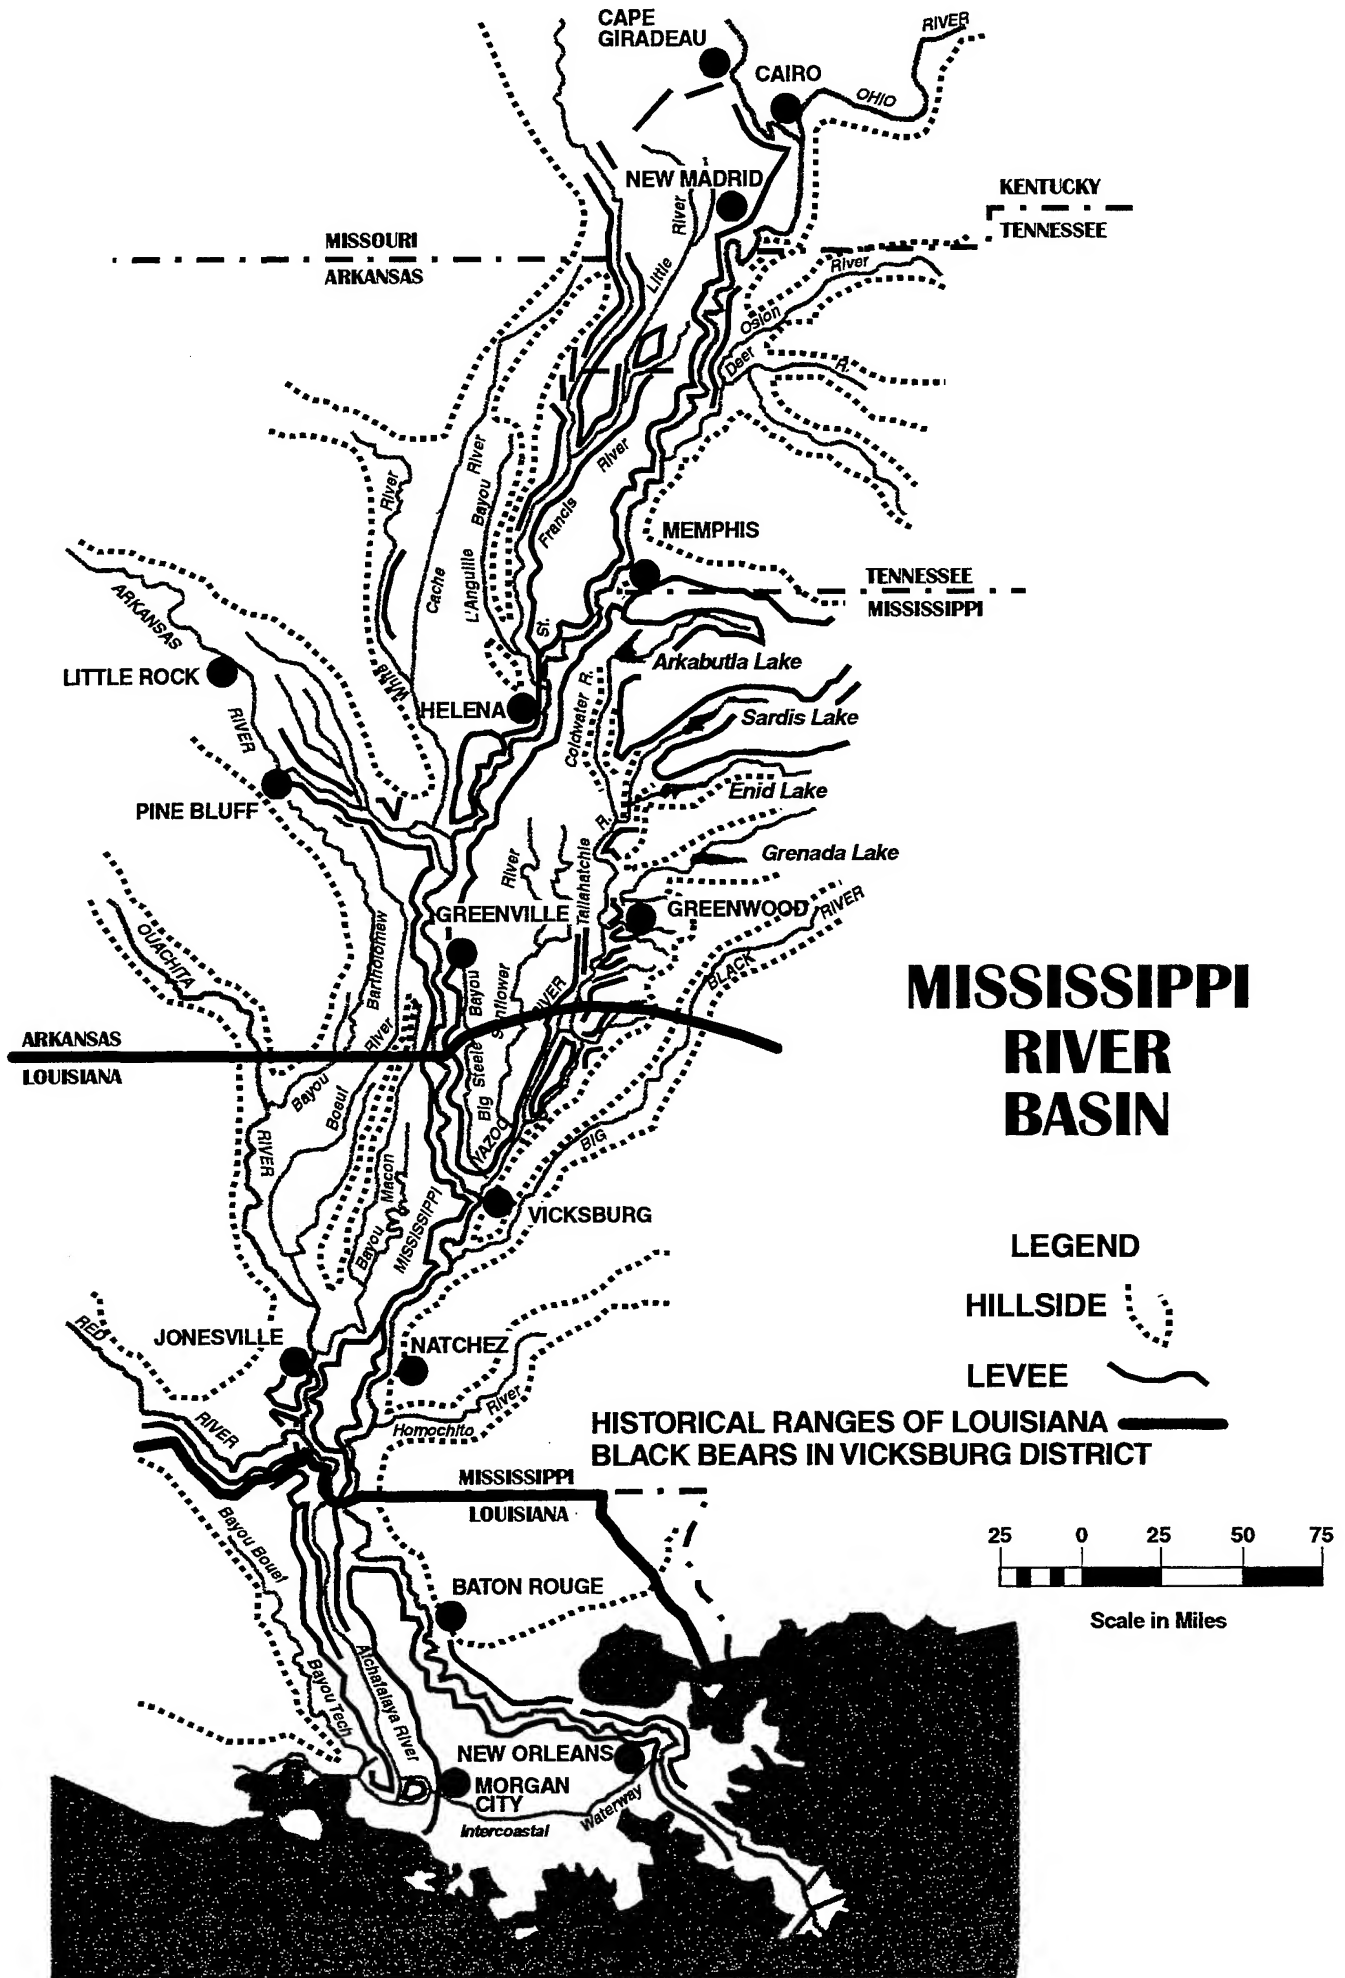 CAPE
GIRADEAU
RIVER
CAIRO
OHIO
NEW MADRID
KENTUCKY
TENNESSEE
River
MISSOURI
ARKANSAS
Little
River
Osion
Deer
R.
River
River
Bayou
River
Francis
MEMPHIS
Cache
L'Anguille
TENNESSEE
MISSISSIPPI
ARKANSAS
St.
LITTLE ROCK
White
Arkabutla Lake
HELENA
Coldwater R.
Sardis Lake
RIVER
PINE BLUFF
Enid Lake
R.
River
Tallahatchie
Grenada Lake
GREENVILLE
GREENWOOD
RIVER
OUACHITA
Bartholomew
BLACK
Bayou
Sunflower
RIVER
MISSISSIPPI
RIVER
BASIN
ARKANSAS
LOUISIANA
River
Steele
Big
Bayou
Boeuf
YAZOO
BIG
RIVER
Macon
Bayou
MISSISSIPPI
VICKSBURG
LEGEND
HILLSIDE
RED
JONESVILLE
NATCHEZ
LEVEE
River
RIVER
Homochito
HISTORICAL RANGES OF LOUISIANA
BLACK BEARS IN VICKSBURG DISTRICT
MISSISSIPPI
LOUISIANA
Bayou Bouef
25 0 25 50 75
BATON ROUGE
Scale in Miles
Atchafalaya River
Bayou Tech
NEW ORLEANS
MORGAN
CITY
Waterway
Intercoastal